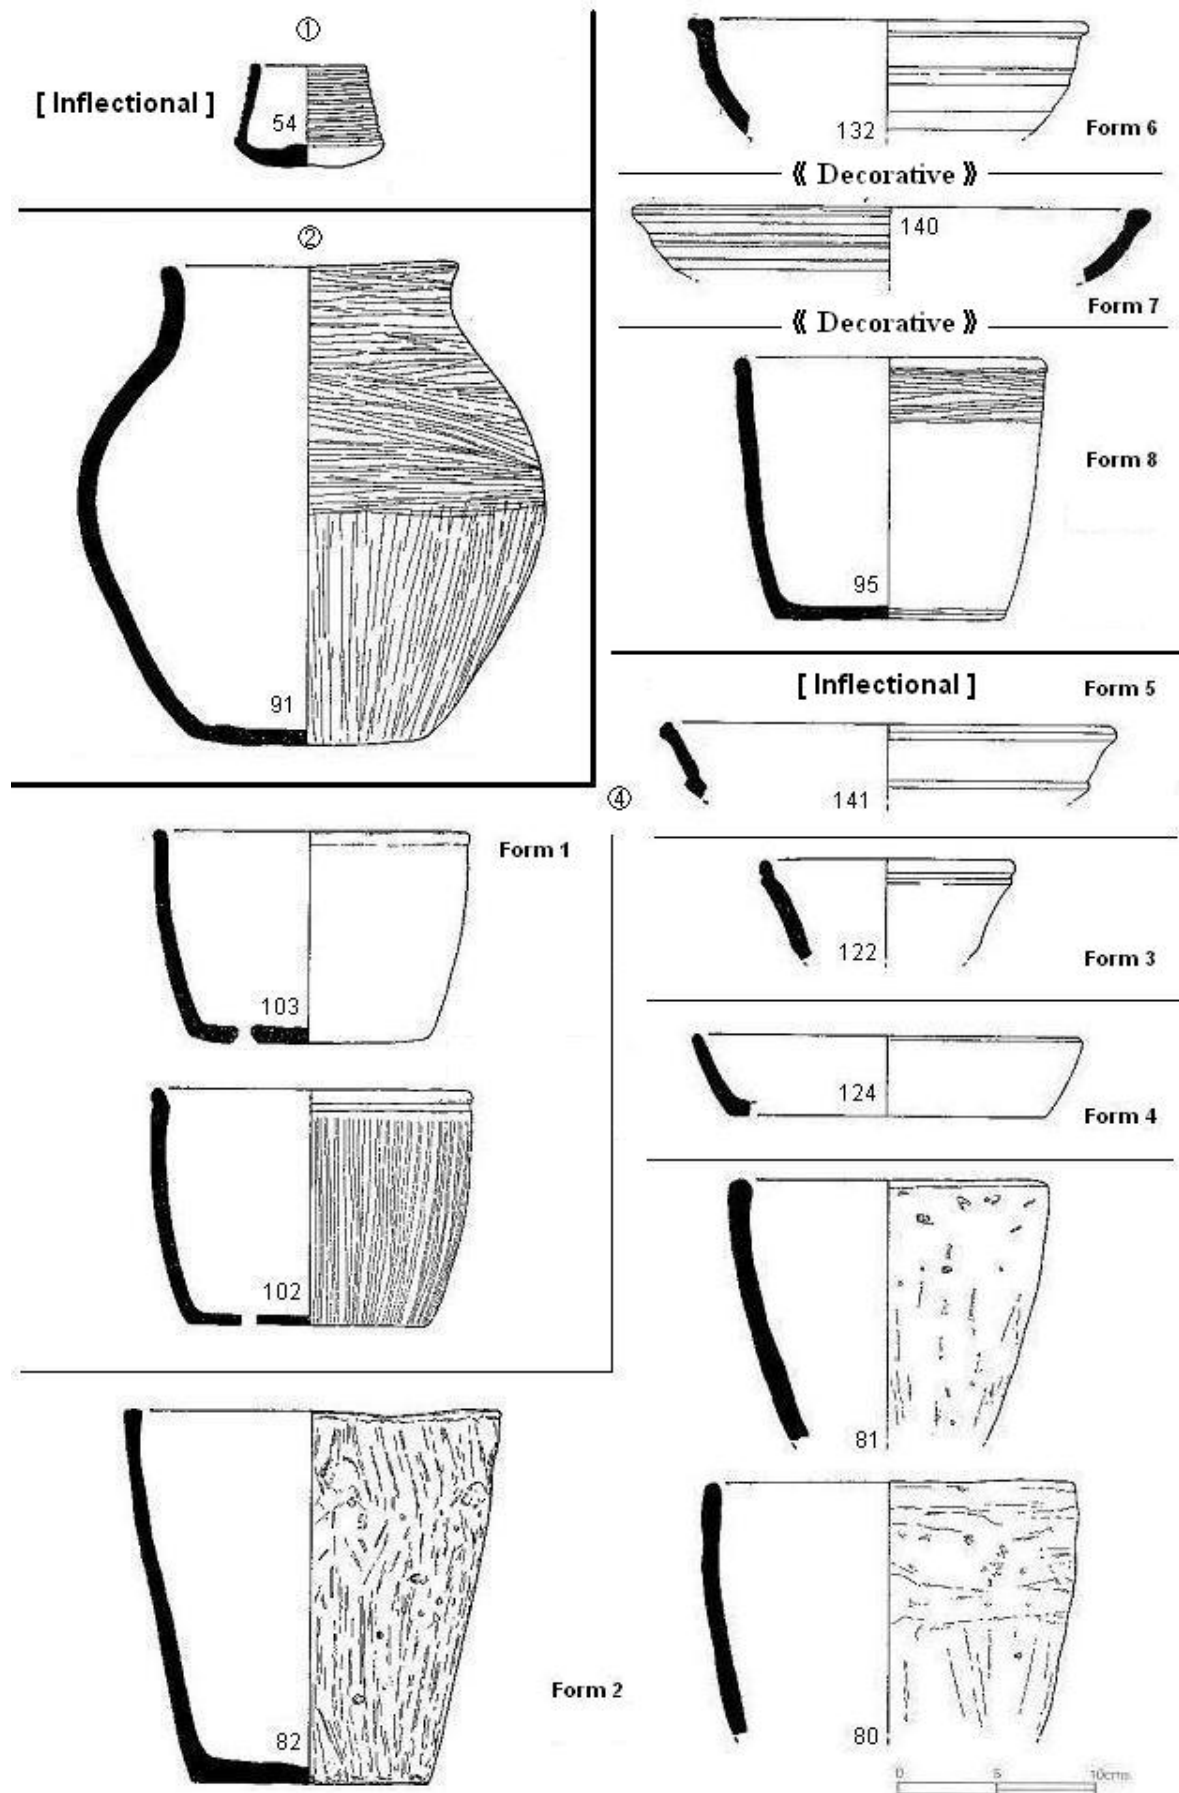 ①
[ Inflectional ]
54
②
91
132
Form 6
⟪ Decorative ⟫
140
Form 7
⟪ Decorative ⟫
Form 8
95
[ Inflectional ]
Form 5
141
④
Form 1
103
102
122
Form 3
124
Form 4
81
82
Form 2
80
0 5 10cms.